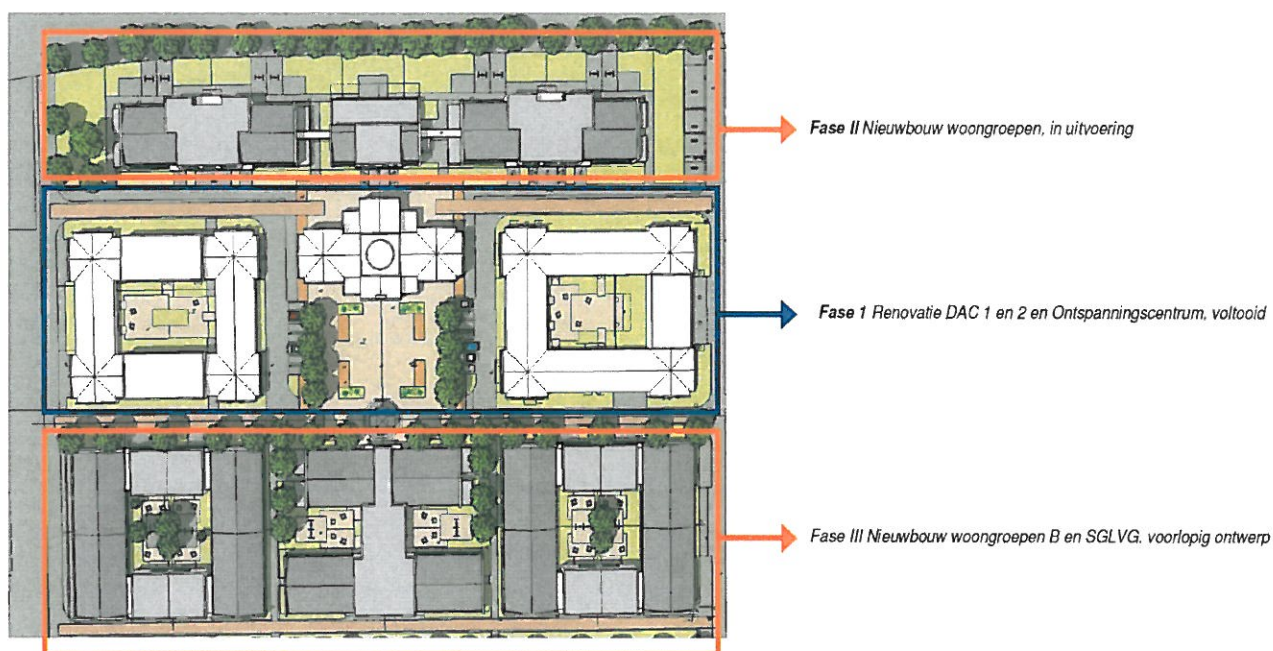 Fase II Nieuwbouw woongroepen, in uitvoering
Fase 1 Renovatie DAC 1 en 2 en Ontspanningscentrum, voltooid
Fase III Nieuwbouw woongroepen B en SGLVG. voorlopig ontwerp